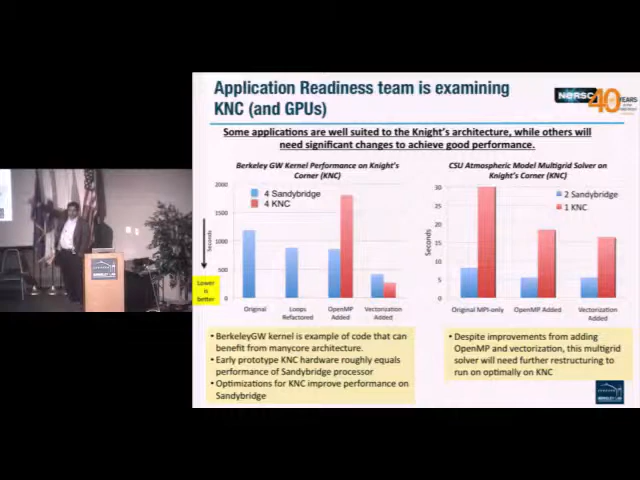 Application Readiness team is examining
KNC (and GPUs)
NERSC
40 YEARS
Some applications are well suited to the Knight's architecture, while others will
need significant changes to achieve good performance.
Berkeley GW Kernel Performance on Knight's
Corner (KNC)
2000
1500
1000
500
0
Seconds
4 Sandybridge
4 KNC
Original
Loops
Refactored
OpenMP
Added
Vectorization
Added
Lower
is
better
CSU Atmospheric Model Multigrid Solver on
Knight's Corner (KNC)
30
25
20
15
10
5
0
Seconds
2 Sandybridge
1 KNC
Original MPI-only
OpenMP Added
Vectorization
Added
• BerkeleyGW kernel is example of code that can
benefit from manycore architecture.
• Early prototype KNC hardware roughly equals
performance of Sandybridge processor
• Optimizations for KNC improve performance on
Sandybridge
• Despite improvements from adding
OpenMP and vectorization, this multigrid
solver will need further restructuring to
run on optimally on KNC
BERKELEY LAB